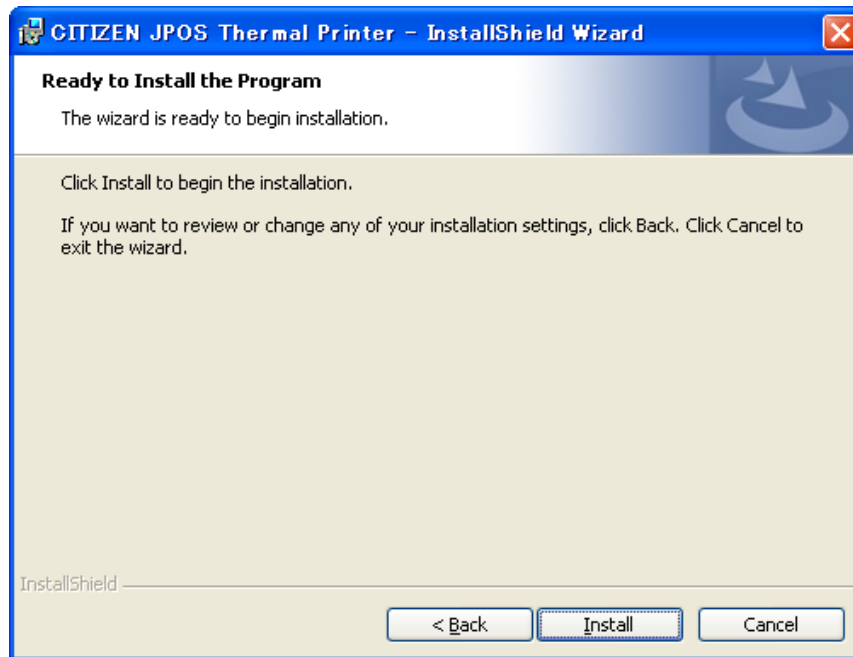 CITIZEN JPOS Thermal Printer - InstallShield Wizard
Ready to Install the Program
The wizard is ready to begin installation.
Click Install to begin the installation.
If you want to review or change any of your installation settings, click Back. Click Cancel to
exit the wizard.
InstallShield
< Back
Install
Cancel